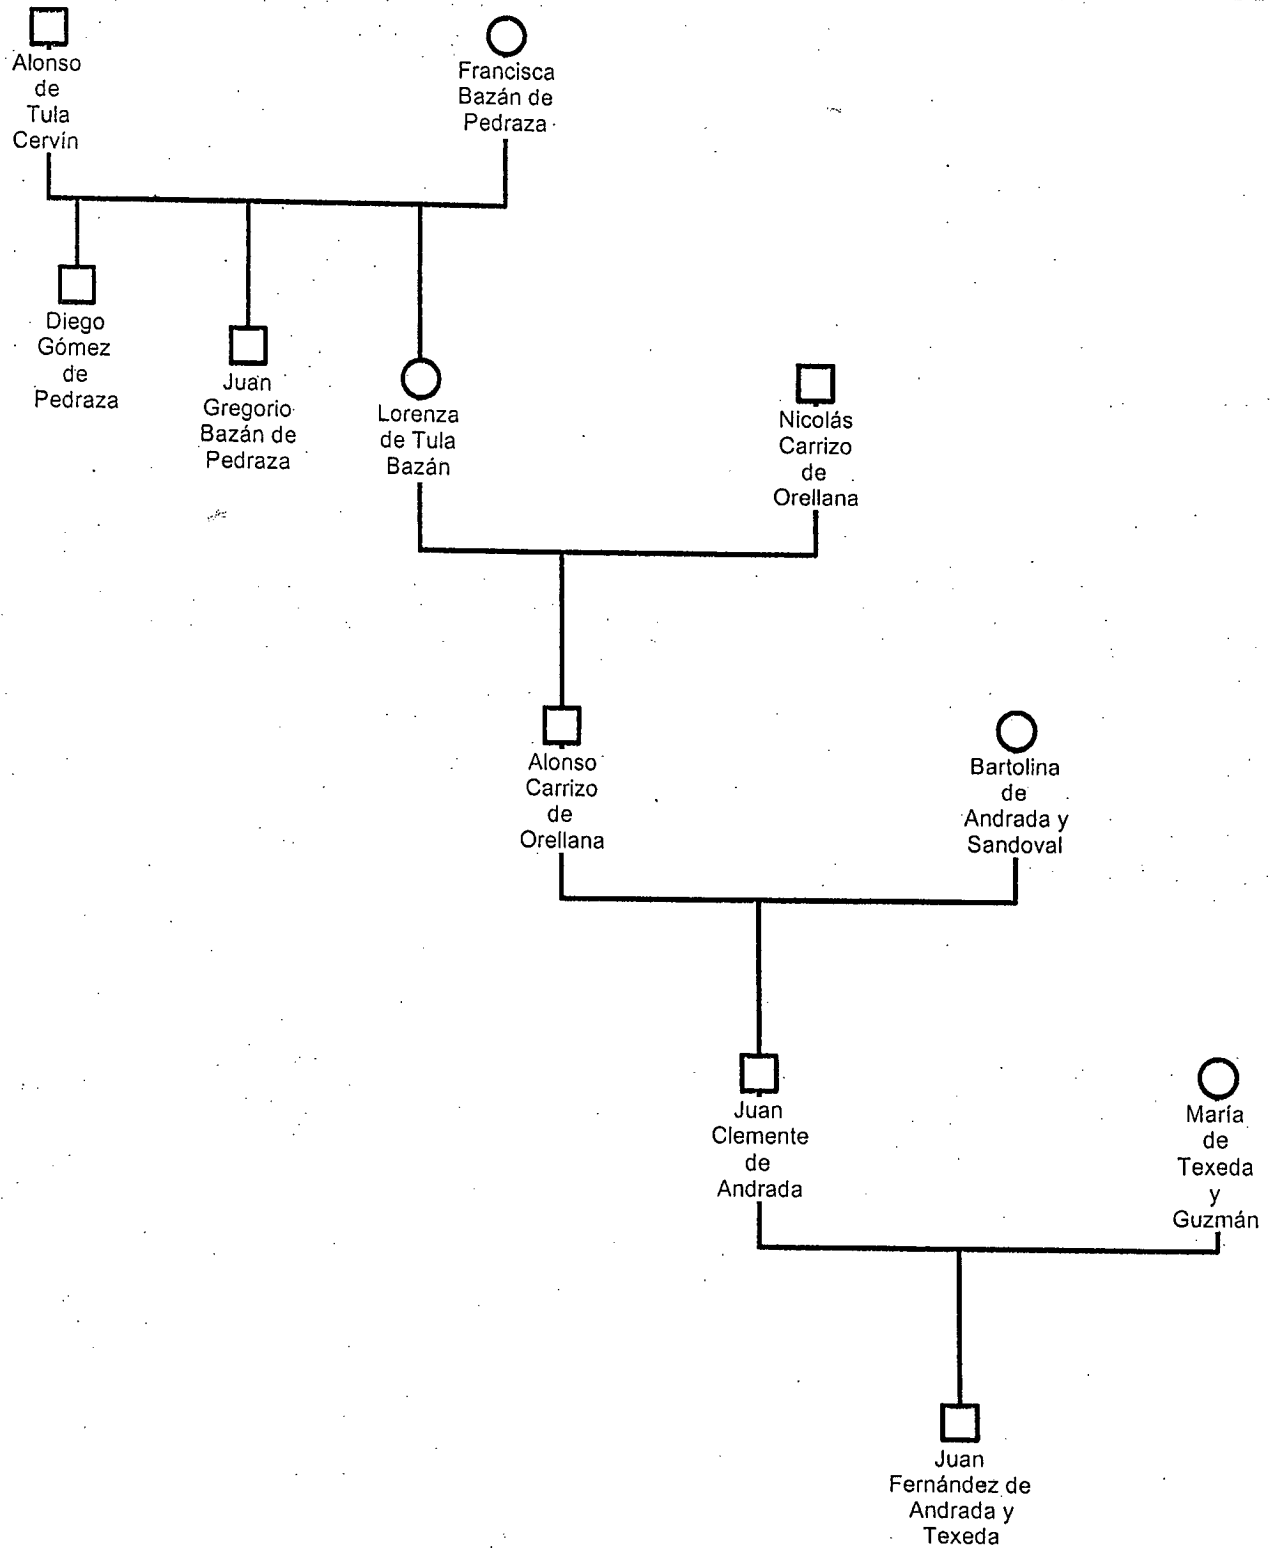 Alonso
de
Tula
Cervín
Francisca
Bazán de
Pedraza
Diego
Gómez
de
Pedraza
Juan
Gregorio
Bazán de
Pedraza
Lorenza
de Tula
Bazán
Nicolás
Carrizo
de
Orellana
Alonso
Carrizo
de
Orellana
Bartolina
de
Andrada y
Sandoval
Juan
Clemente
de
Andrada
María
de
Texeda
y
Guzmán
Juan
Fernández de
Andrada y
Texeda